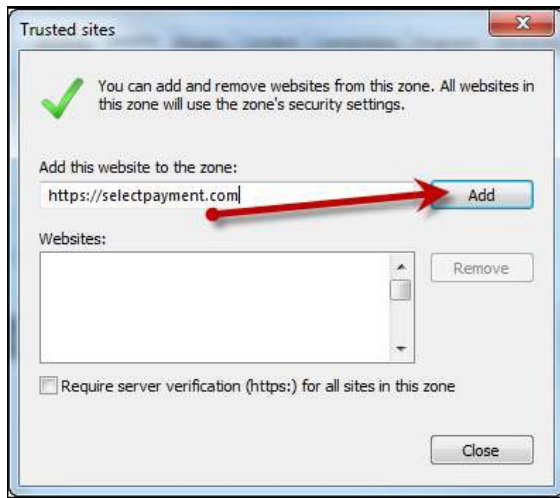 Trusted sites
You can add and remove websites from this zone. All websites in
this zone will use the zone's security settings.
Add this website to the zone:
https://selectpayment.com
Add
Websites:
Remove
Require server verification (https:) for all sites in this zone
Close